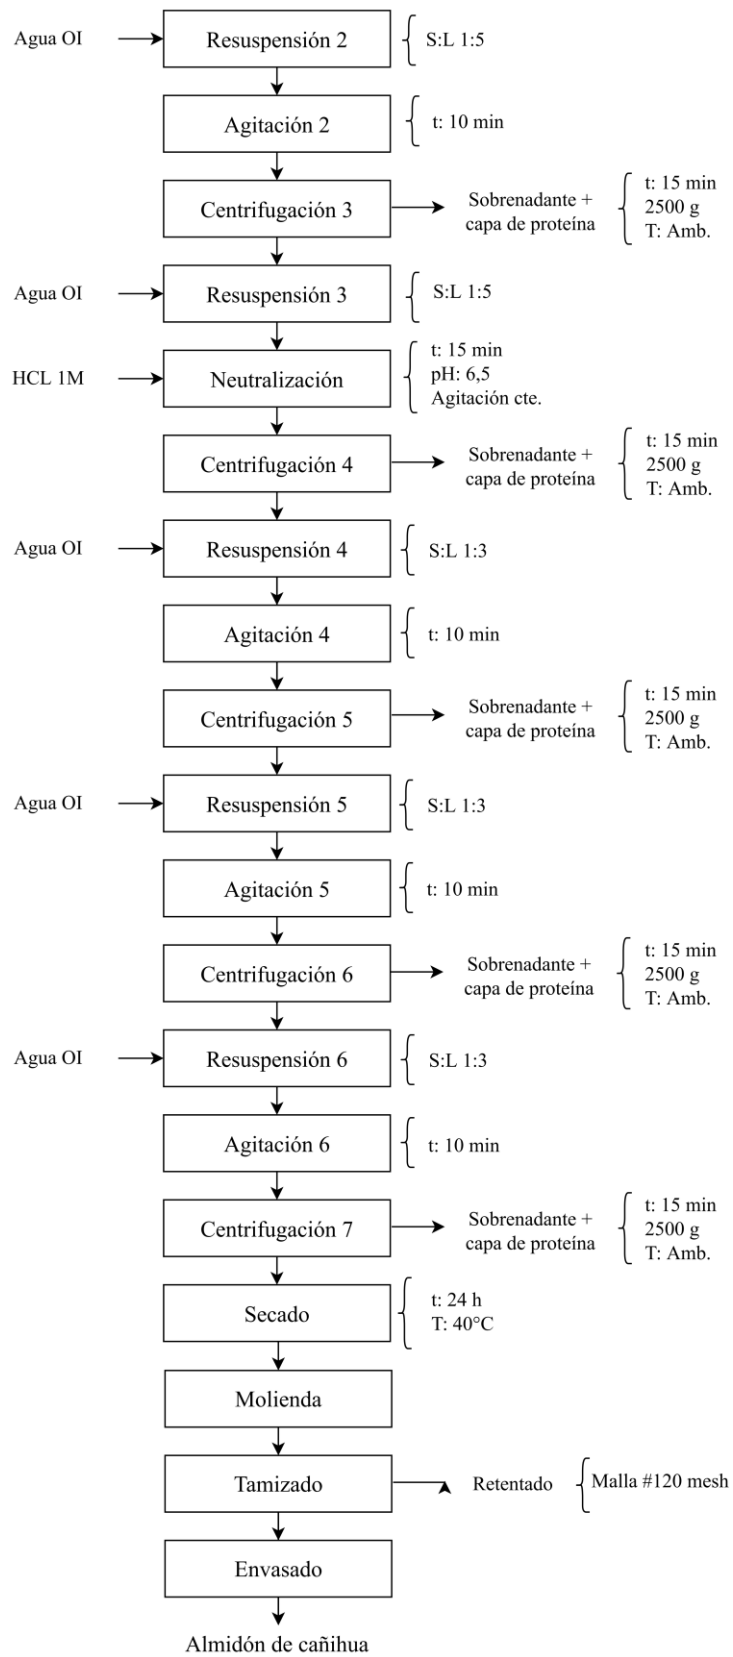 Agua OI
Resuspensión 2
S:L 1:5
Agitación 2
t: 10 min
Centrifugación 3
Sobrenadante +
capa de proteína
t: 15 min
2500 g
T: Amb.
Agua OI
Resuspensión 3
S:L 1:5
HCL 1M
Neutralización
t: 15 min
pH: 6,5
Agitación cte.
Centrifugación 4
Sobrenadante +
capa de proteína
t: 15 min
2500 g
T: Amb.
Agua OI
Resuspensión 4
S:L 1:3
Agitación 4
t: 10 min
Centrifugación 5
Sobrenadante +
capa de proteína
t: 15 min
2500 g
T: Amb.
Agua OI
Resuspensión 5
S:L 1:3
Agitación 5
t: 10 min
Centrifugación 6
Sobrenadante +
capa de proteína
t: 15 min
2500 g
T: Amb.
Agua OI
Resuspensión 6
S:L 1:3
Agitación 6
t: 10 min
Centrifugación 7
Sobrenadante +
capa de proteína
t: 15 min
2500 g
T: Amb.
Secado
t: 24 h
T: 40°C
Molienda
Tamizado
Retentado
Malla #120 mesh
Envasado
Almidón de cañihua